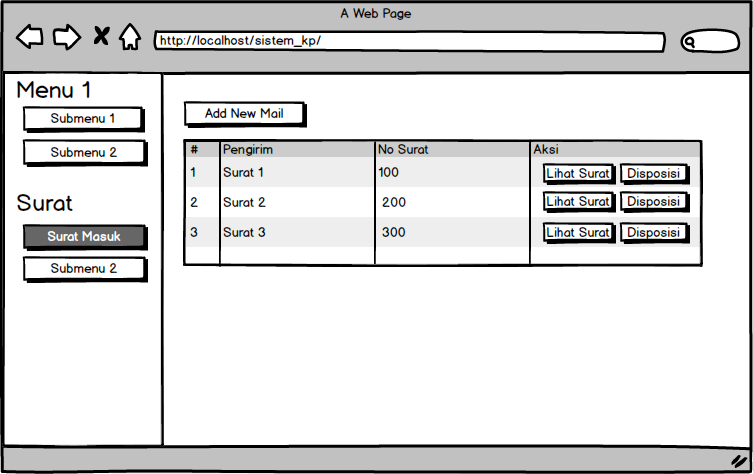 A Web Page
http://localhost/sistem_kp/
Menu 1
Submenu 1
Submenu 2
Surat
Surat Masuk
Submenu 2
Add New Mail
# Pengirim No Surat Aksi
1 Surat 1 100 Lihat Surat Disposisi
2 Surat 2 200 Lihat Surat Disposisi
3 Surat 3 300 Lihat Surat Disposisi